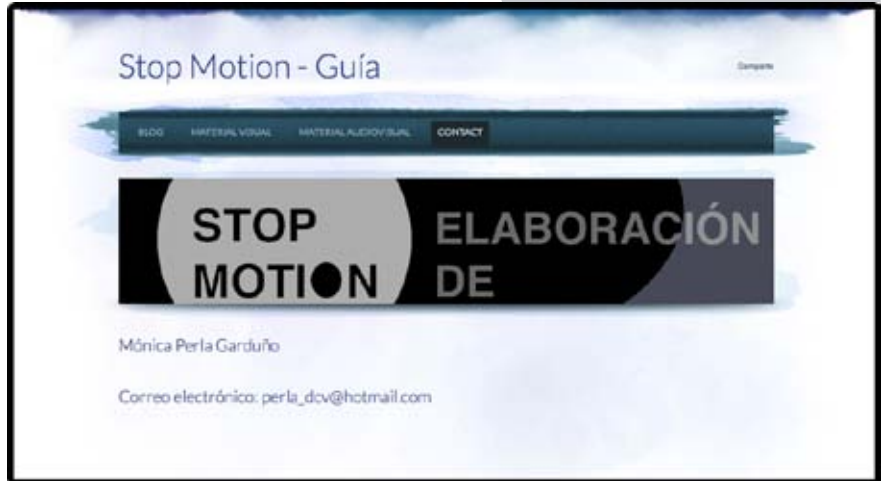 Stop Motion - Guía
Comparte
BLOG MATERIAL VISUAL MATERIAL AUDIOVISUAL CONTACT
STOP
MOTION
ELABORACIÓN
DE
Mónica Perla Garduño
Correo electrónico: perla_dcv@hotmail.com